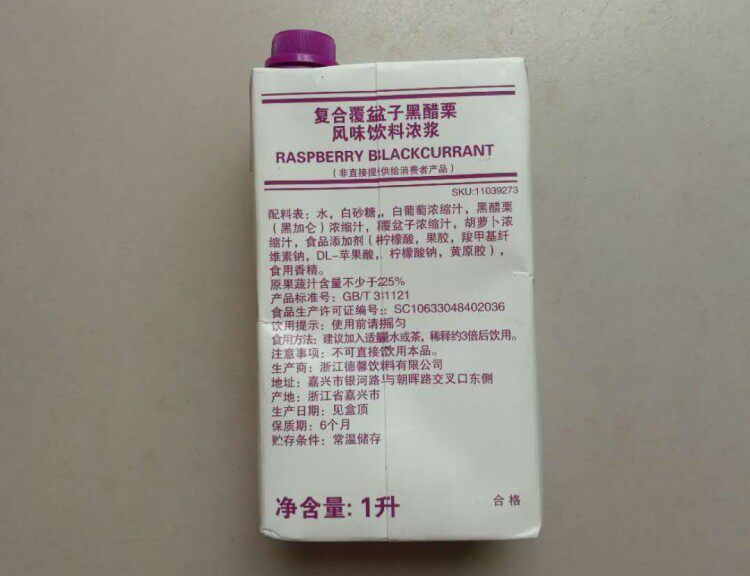 复合覆盆子黑醋栗
风味饮料浓浆
RASPBERRY BLACKCURRANT
(非直接提供给消费者产品)
SKU:11039273
配料表：水，白砂糖，白葡萄浓缩汁，黑醋栗
（黑加仑）浓缩汁，覆盆子浓缩汁，胡萝卜浓
缩汁，食品添加剂（柠檬酸，果胶，羧甲基纤
维素钠，DL-苹果酸，柠檬酸钠，黄原胶），
食用香精。
原果蔬汁含量不少于25%
产品标准号：GB/T 31121
食品生产许可证编号：SC10633048402036
饮用提示：使用前请摇匀
食用方法：建议加入适量水或茶，稀释约3倍后饮用。
注意事项：不可直接饮用本品。
生产商：浙江德馨饮料有限公司
地址：嘉兴市银河路与朝晖路交叉口东侧
产地：浙江省嘉兴市
生产日期：见盒顶
保质期：6个月
贮存条件：常温储存
净含量：1升
合格